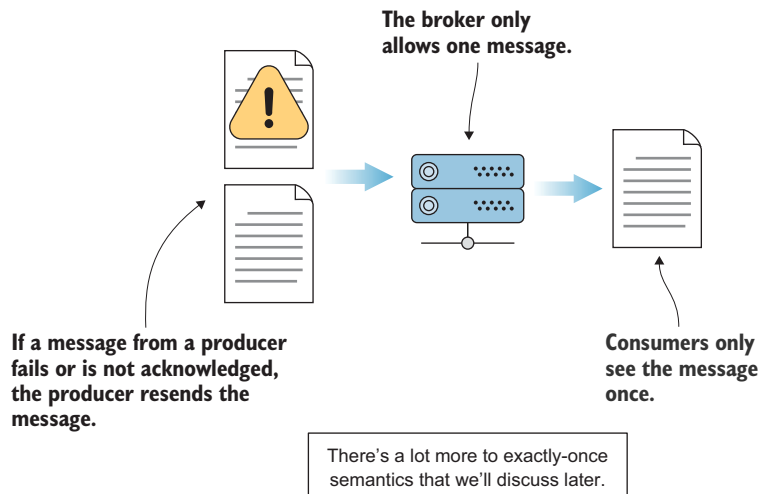 The broker only
allows one message.
If a message from a producer
fails or is not acknowledged,
the producer resends the
message.
Consumers only
see the message
once.
There's a lot more to exactly-once
semantics that we'll discuss later.